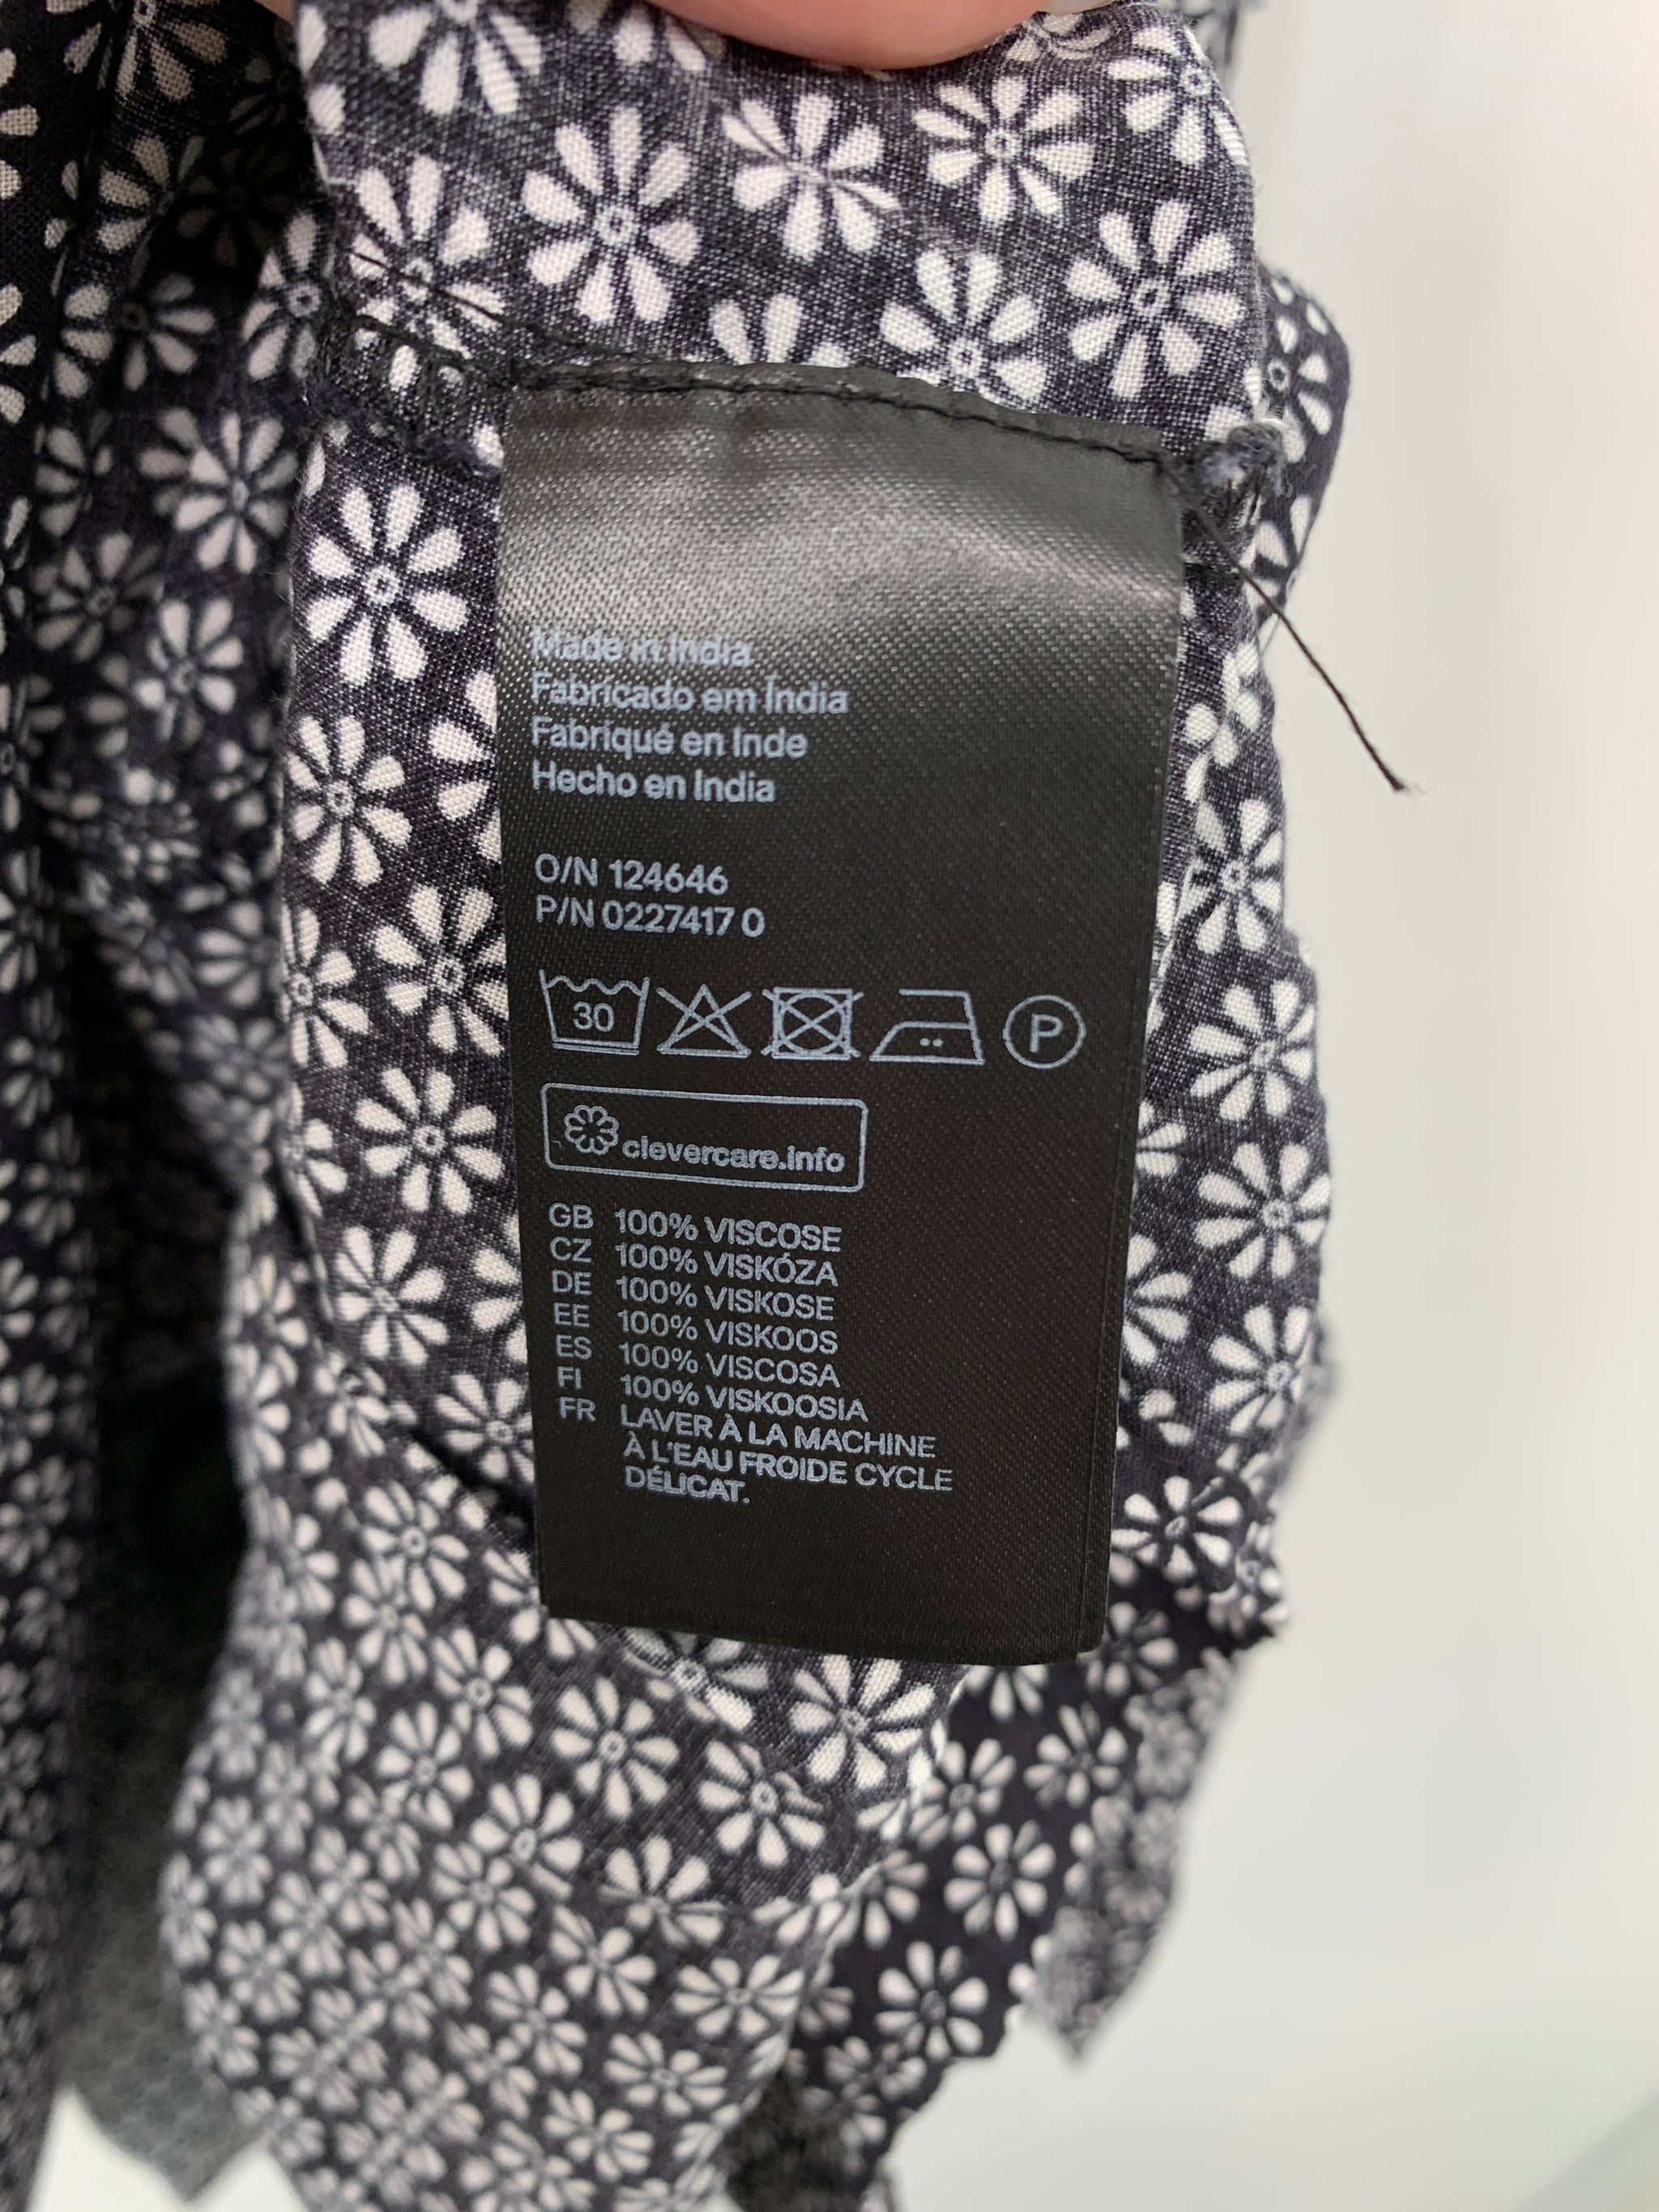 Made in India
Fabricado em Índia
Fabriqué en Inde
Hecho en India
O/N 124646
P/N 0227417 0
30 P
clevercare.info
GB 100% VISCOSE
CZ 100% VISKÓZA
DE 100% VISKOSE
EE 100% VISKOOS
ES 100% VISCOSA
FI 100% VISKOOSIA
FR LAVER À LA MACHINE
À L'EAU FROIDE CYCLE
DÉLICAT.